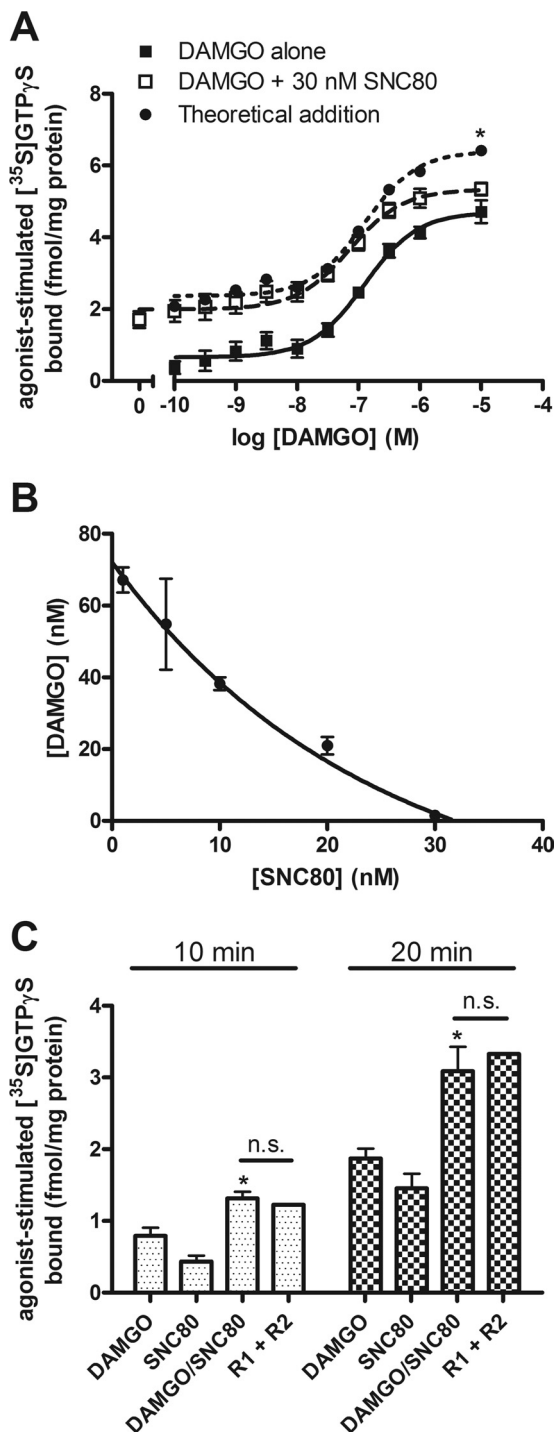 A
DAMGO alone
DAMGO + 30 nM SNC80
Theoretical addition
agonist-stimulated [³⁵S]GTPγS
bound (fmol/mg protein)
8
6
4
2
0
*
0 -10 -9 -8 -7 -6 -5 -4
log [DAMGO] (M)
B
[DAMGO] (nM)
80
60
40
20
0
0 10 20 30 40
[SNC80] (nM)
C
10 min 20 min
agonist-stimulated [³⁵S]GTPγS
bound (fmol/mg protein)
4
3
2
1
0
n.s.
*
n.s.
*
DAMGO
SNC80
DAMGO/SNC80
R1 + R2
DAMGO
SNC80
DAMGO/SNC80
R1 + R2